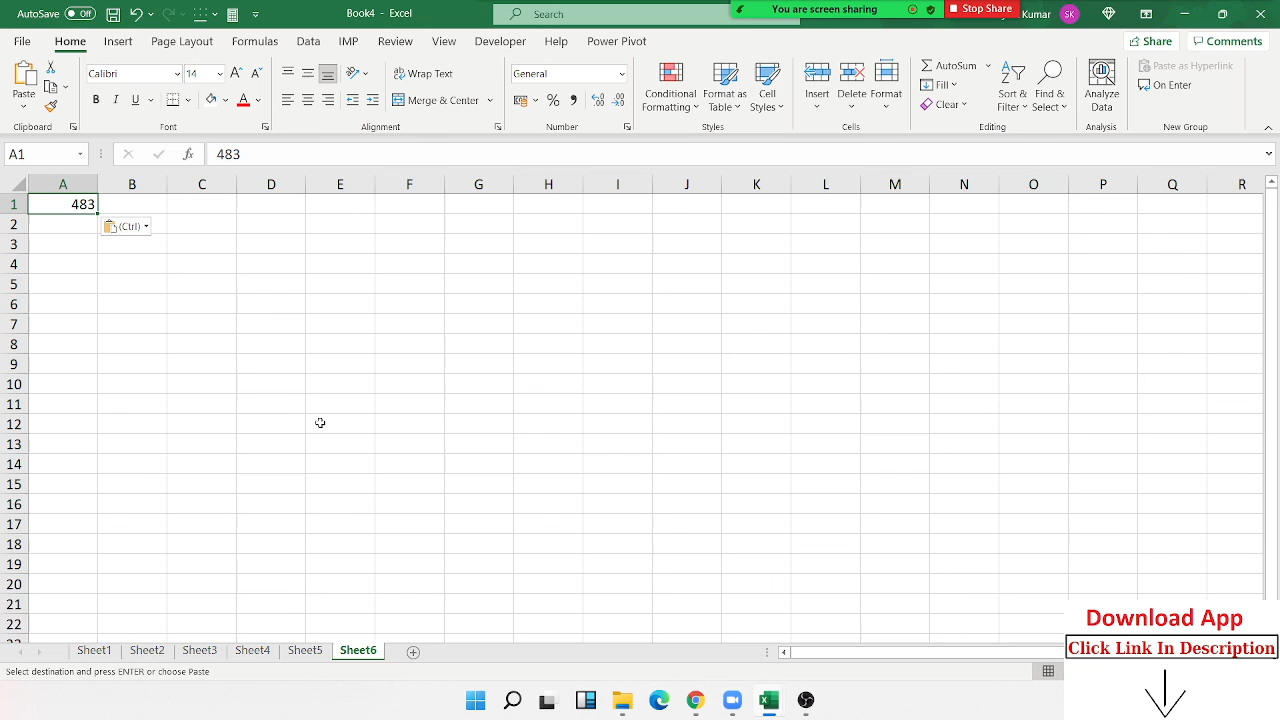 AutoSave Off Book4 - Excel Search You are screen sharing Stop Share Kumar SK
File Home Insert Page Layout Formulas Data IMP Review View Developer Help Power Pivot Share Comments
Paste Calibri 14 Wrap Text General Conditional Formatting Format as Table Cell Styles Insert Delete Format AutoSum Fill Clear Sort & Filter Find & Select Analyze Data Paste as Hyperlink On Enter
B I U A Merge & Center
Clipboard Font Alignment Number Styles Cells Editing Analysis New Group
A1 fx 483
A B C D E F G H I J K L M N O P Q R
1 483
2 (Ctrl)
3
4
5
6
7
8
9
10
11
12
13
14
15
16
17
18
19
20
21
22
Download App
Click Link In Description
Sheet1 Sheet2 Sheet3 Sheet4 Sheet5 Sheet6
Select destination and press ENTER or choose Paste